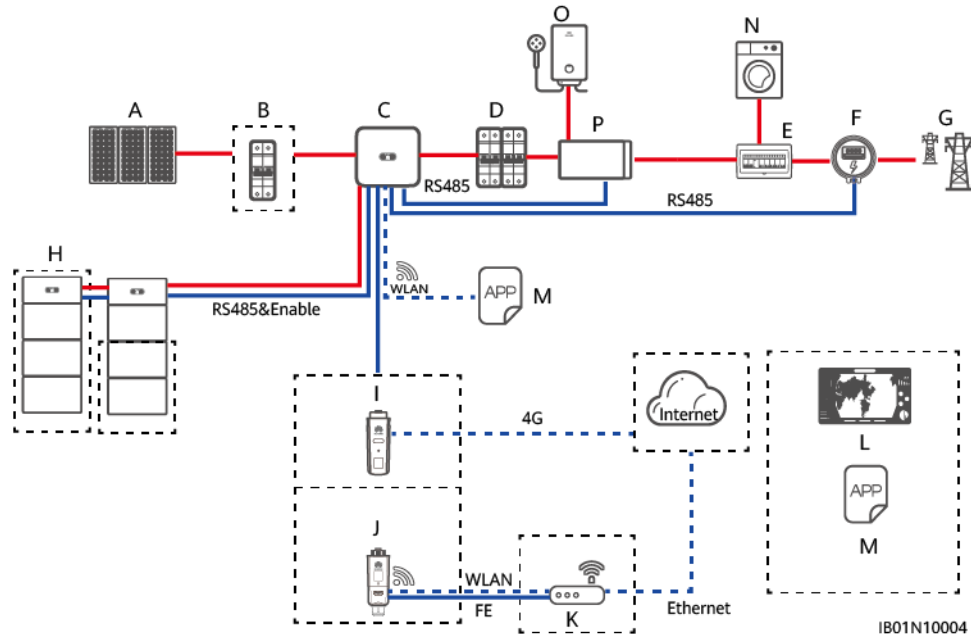 O
N
A
B
C
D
P
E
F
G
RS485
RS485
H
WLAN
APP
M
RS485&Enable
I
4G
Internet
L
APP
M
J
WLAN
FE
K
Ethernet
IB01N10004